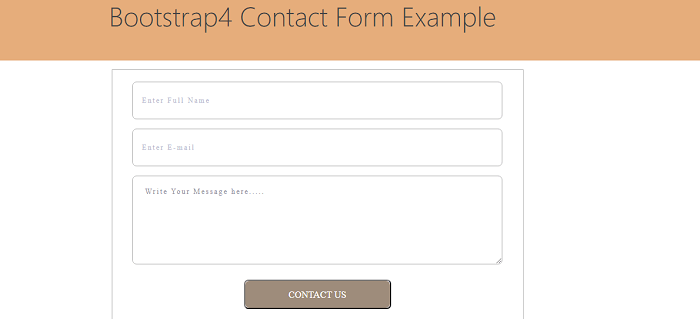 Bootstrap4 Contact Form Example
Enter Full Name
Enter E-mail
Write Your Message here.....
CONTACT US